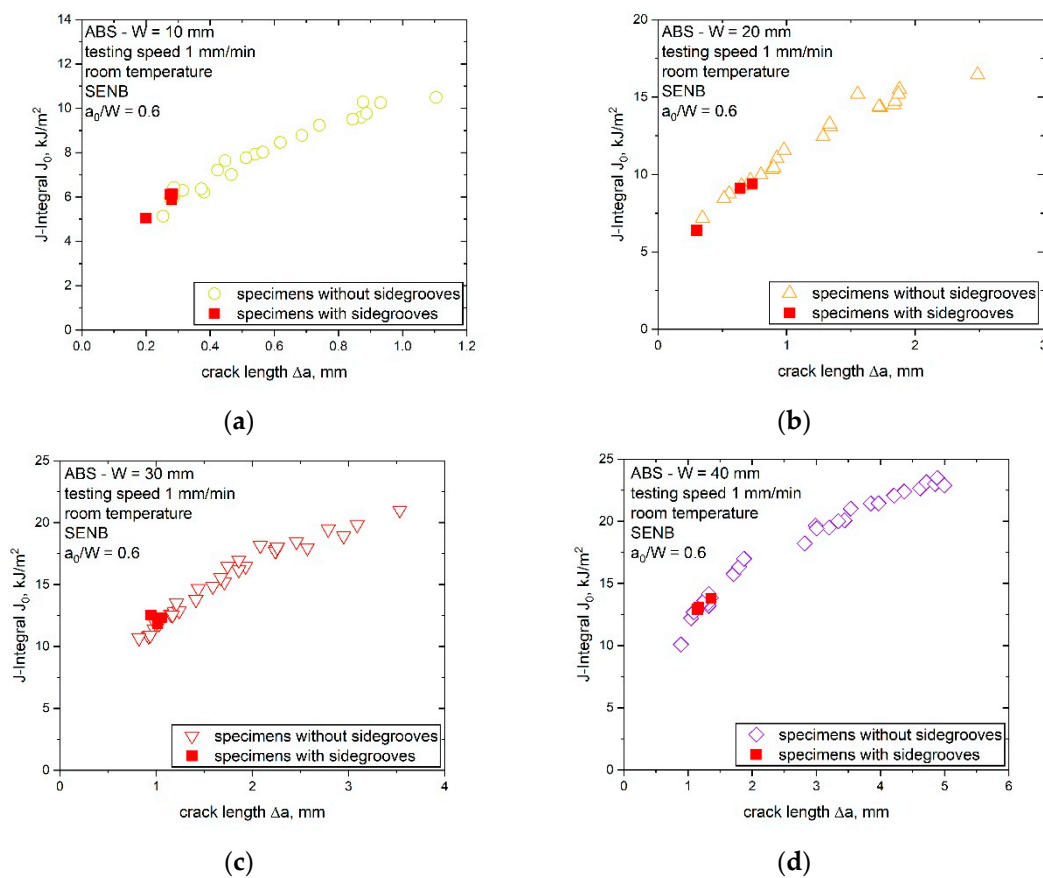 14
12
10
8
6
4
2
0
J-Integral J₀, kJ/m²
ABS - W = 10 mm
testing speed 1 mm/min
room temperature
SENB
a₀/W = 0.6
specimens without sidegrooves
specimens with sidegrooves
0.0 0.2 0.4 0.6 0.8 1.0 1.2
crack length Δa, mm
(a)
20
15
10
5
0
J-Integral J₀, kJ/m²
ABS - W = 20 mm
testing speed 1 mm/min
room temperature
SENB
a₀/W = 0.6
specimens without sidegrooves
specimens with sidegrooves
0 1 2 3
crack length Δa, mm
(b)
25
20
15
10
5
0
J-Integral J₀, kJ/m²
ABS - W = 30 mm
testing speed 1 mm/min
room temperature
SENB
a₀/W = 0.6
specimens without sidegrooves
specimens with sidegrooves
0 1 2 3 4
crack length Δa, mm
(c)
25
20
15
10
5
0
J-Integral J₀, kJ/m²
ABS - W = 40 mm
testing speed 1 mm/min
room temperature
SENB
a₀/W = 0.6
specimens without sidegrooves
specimens with sidegrooves
0 1 2 3 4 5 6
crack length Δa, mm
(d)